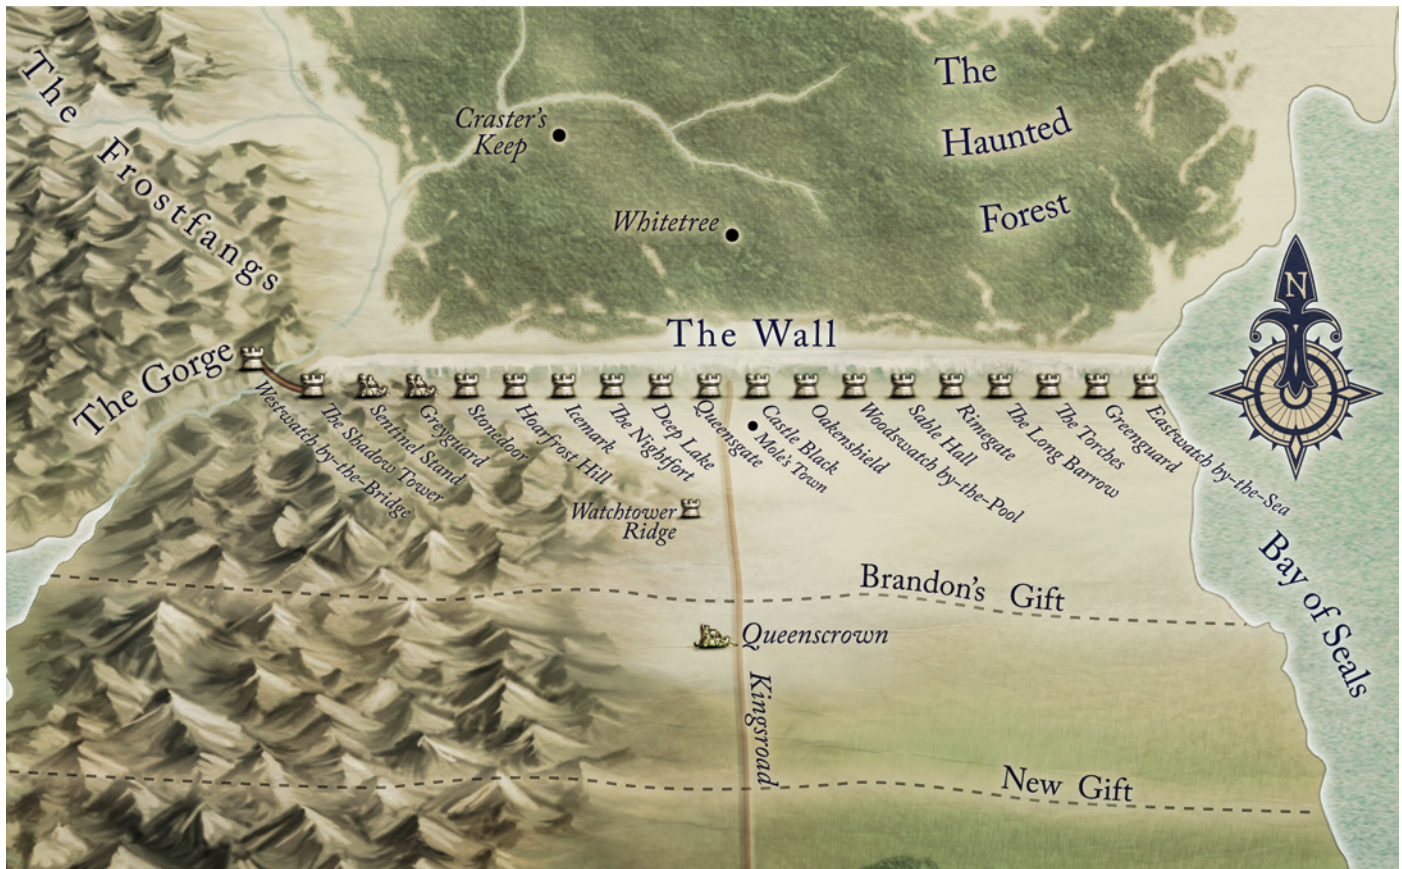 The Frostfangs
Craster's
Keep
Whitetree
The
Haunted
Forest
N
The Wall
The Gorge
Westwatch by-the-Bridge
The Shadow Tower
Sentinel Stand
Greyguard
Stonedoor
Hoarfrost Hill
Icemark
The Nightfort
Deep Lake
Queensgate
Castle Black
Mole's Town
Oakenshield
Woodswatch by-the-Pool
Sable Hall
Rimegate
The Long Barrow
The Torches
Greenguard
Eastwatch by-the-Sea
Watchtower
Ridge
Bay of Seals
Brandon's Gift
Queenscrown
Kingsroad
New Gift